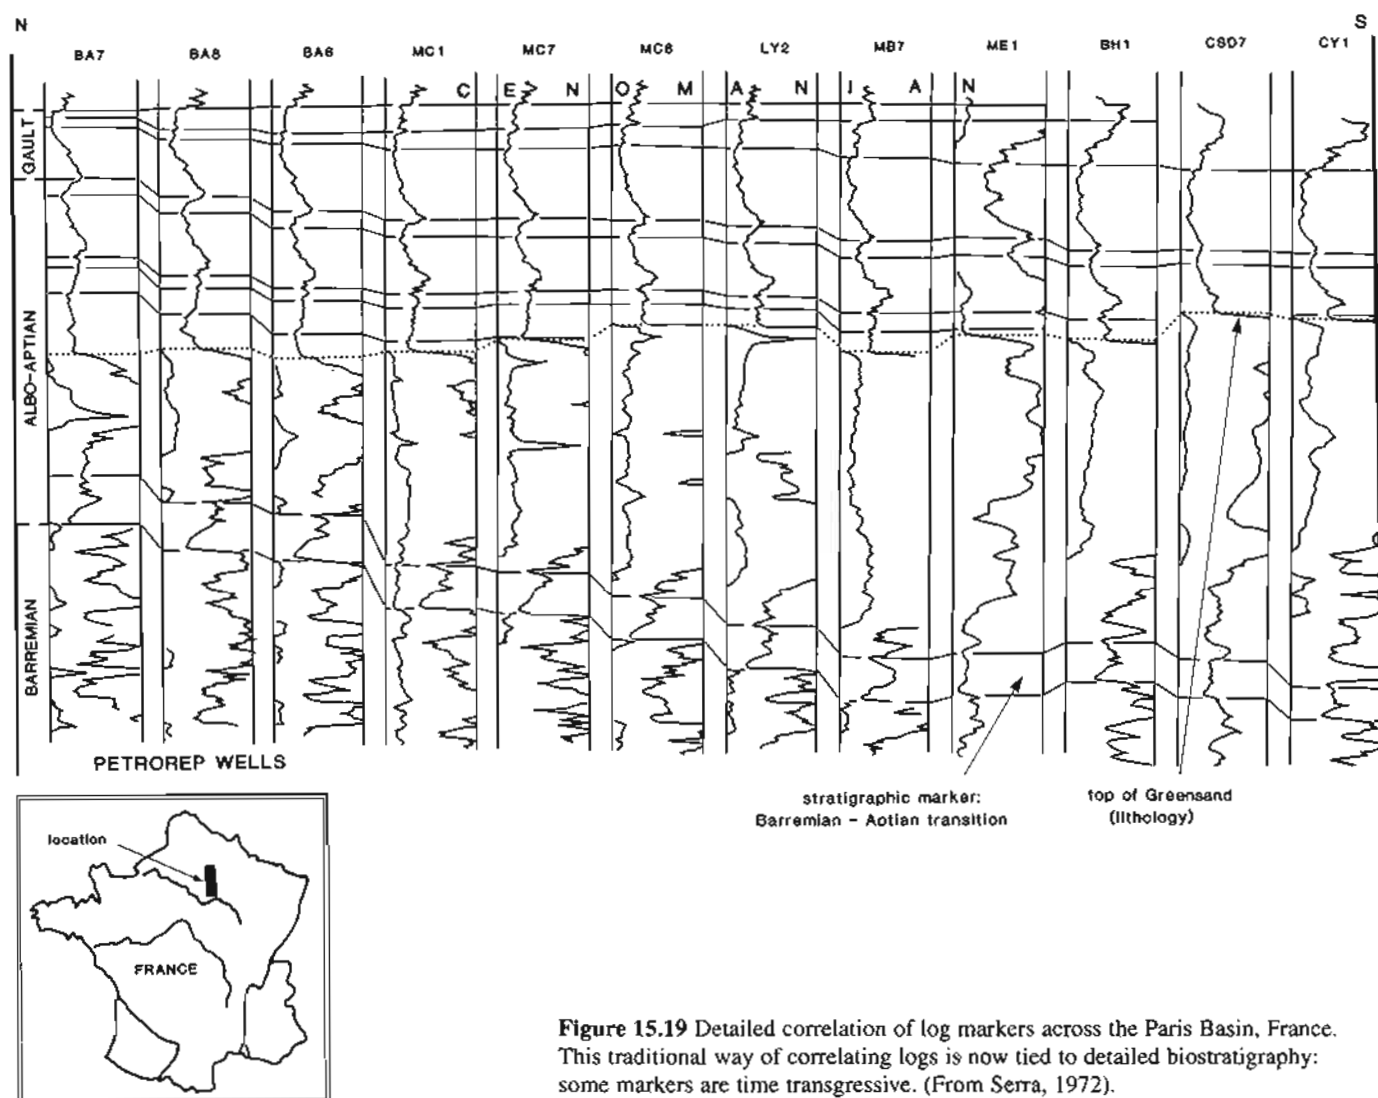 N
S
BA7 BA8 BA6 MC1 MC7 MC6 LY2 MB7 ME1 BH1 CSD7 CY1
C E N O M A N I A N
GAULT
ALBO-APTIAN
BARREMIAN
PETROREP WELLS
stratigraphic marker:
Barremian - Aptian transition
top of Greensand
(lithology)
location
FRANCE
Figure 15.19 Detailed correlation of log markers across the Paris Basin, France.
This traditional way of correlating logs is now tied to detailed biostratigraphy:
some markers are time transgressive. (From Serra, 1972).